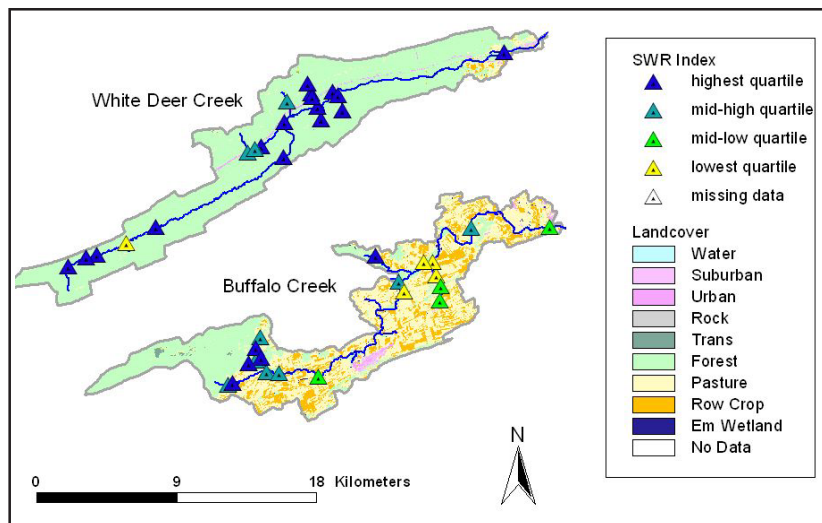 White Deer Creek
Buffalo Creek
SWR Index
highest quartile
mid-high quartile
mid-low quartile
lowest quartile
missing data
Landcover
Water
Suburban
Urban
Rock
Trans
Forest
Pasture
Row Crop
Em Wetland
No Data
N
0 9 18 Kilometers